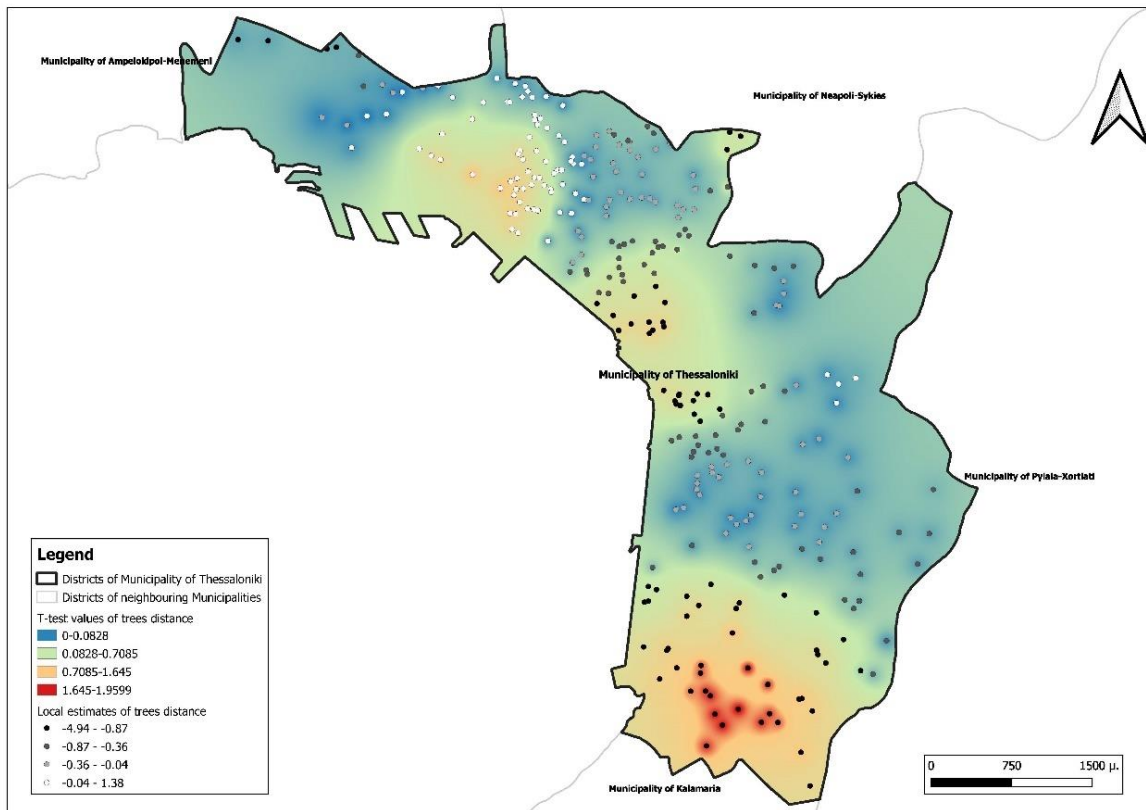 Municipality of Ampelokipoi-Menemeni
Municipality of Neapoli-Sykies
Municipality of Thessaloniki
Municipality of Pylaia-Xortiati
Legend
Districts of Municipality of Thessaloniki
Districts of neighbouring Municipalities
T-test values of trees distance
0-0.0828
0.0828-0.7085
0.7085-1.645
1.645-1.9599
Local estimates of trees distance
-4.94 - -0.87
-0.87 - -0.36
-0.36 - -0.04
-0.04 - 1.38
0 750 1500 μ.
Municipality of Kalamaria